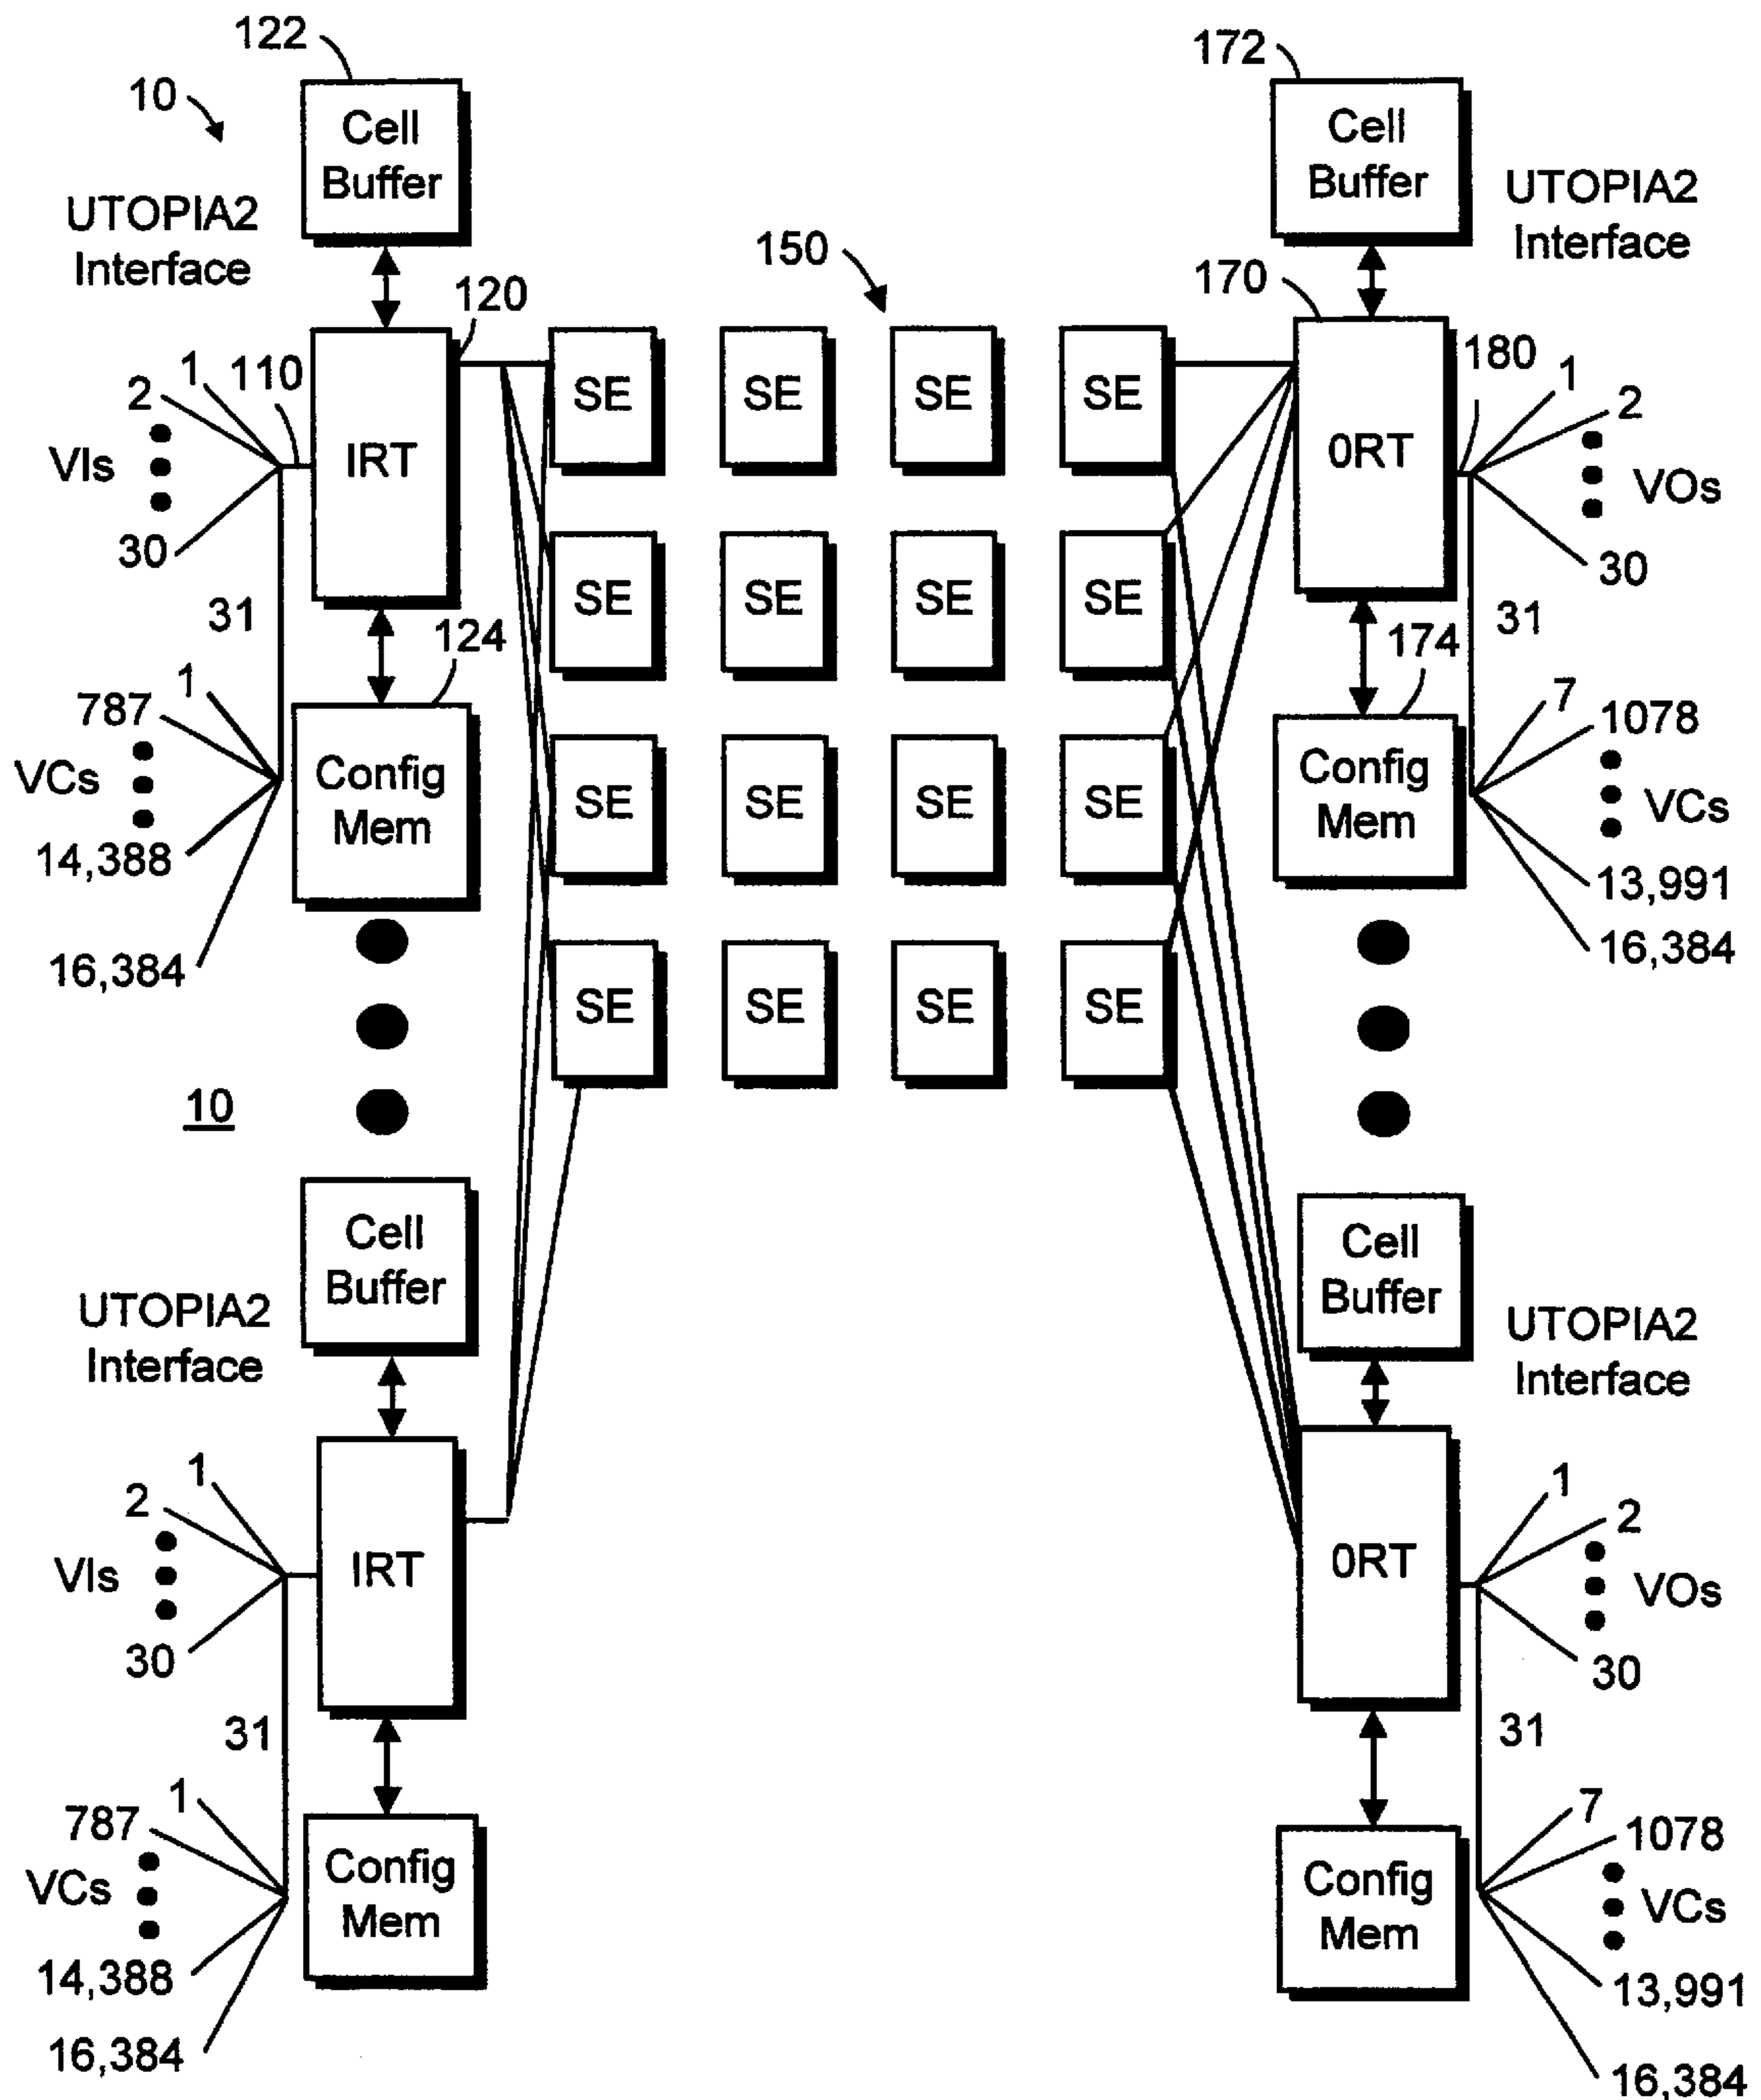 122
172
10
Cell
Buffer
Cell
Buffer
UTOPIA2
Interface
UTOPIA2
Interface
150
120
170
180
1
2
110
VIs
30
IRT
SE SE SE SE
0RT
1
2
VOs
30
31
SE SE SE SE
31
124
174
1
787
VCs
14,388
16,384
Config
Mem
SE SE SE SE
Config
Mem
7
1078
VCs
13,991
16,384
SE SE SE SE
10
Cell
Buffer
Cell
Buffer
UTOPIA2
Interface
UTOPIA2
Interface
1
2
VIs
30
IRT
0RT
1
2
VOs
30
31
31
1
787
VCs
14,388
16,384
Config
Mem
Config
Mem
7
1078
VCs
13,991
16,384